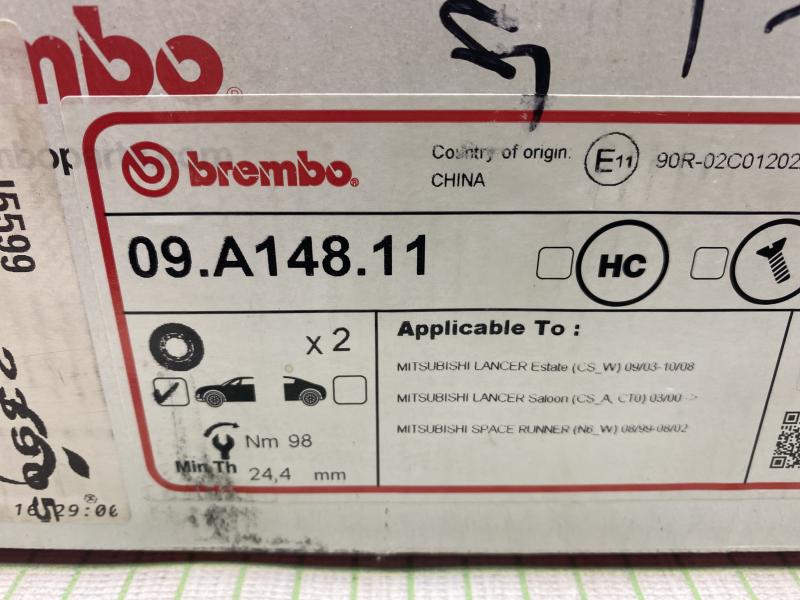 brembo
brembo
Country of origin:
CHINA
E11
90R-02C01202
09.A148.11
HC
x 2
Applicable To :
MITSUBISHI LANCER Estate (CS_W) 09/03-10/08
MITSUBISHI LANCER Saloon (CS_A, CT0) 03/00 ->
MITSUBISHI SPACE RUNNER (N6_W) 08/99-08/02
Nm 98
Min Th 24,4 mm
15599
29:06